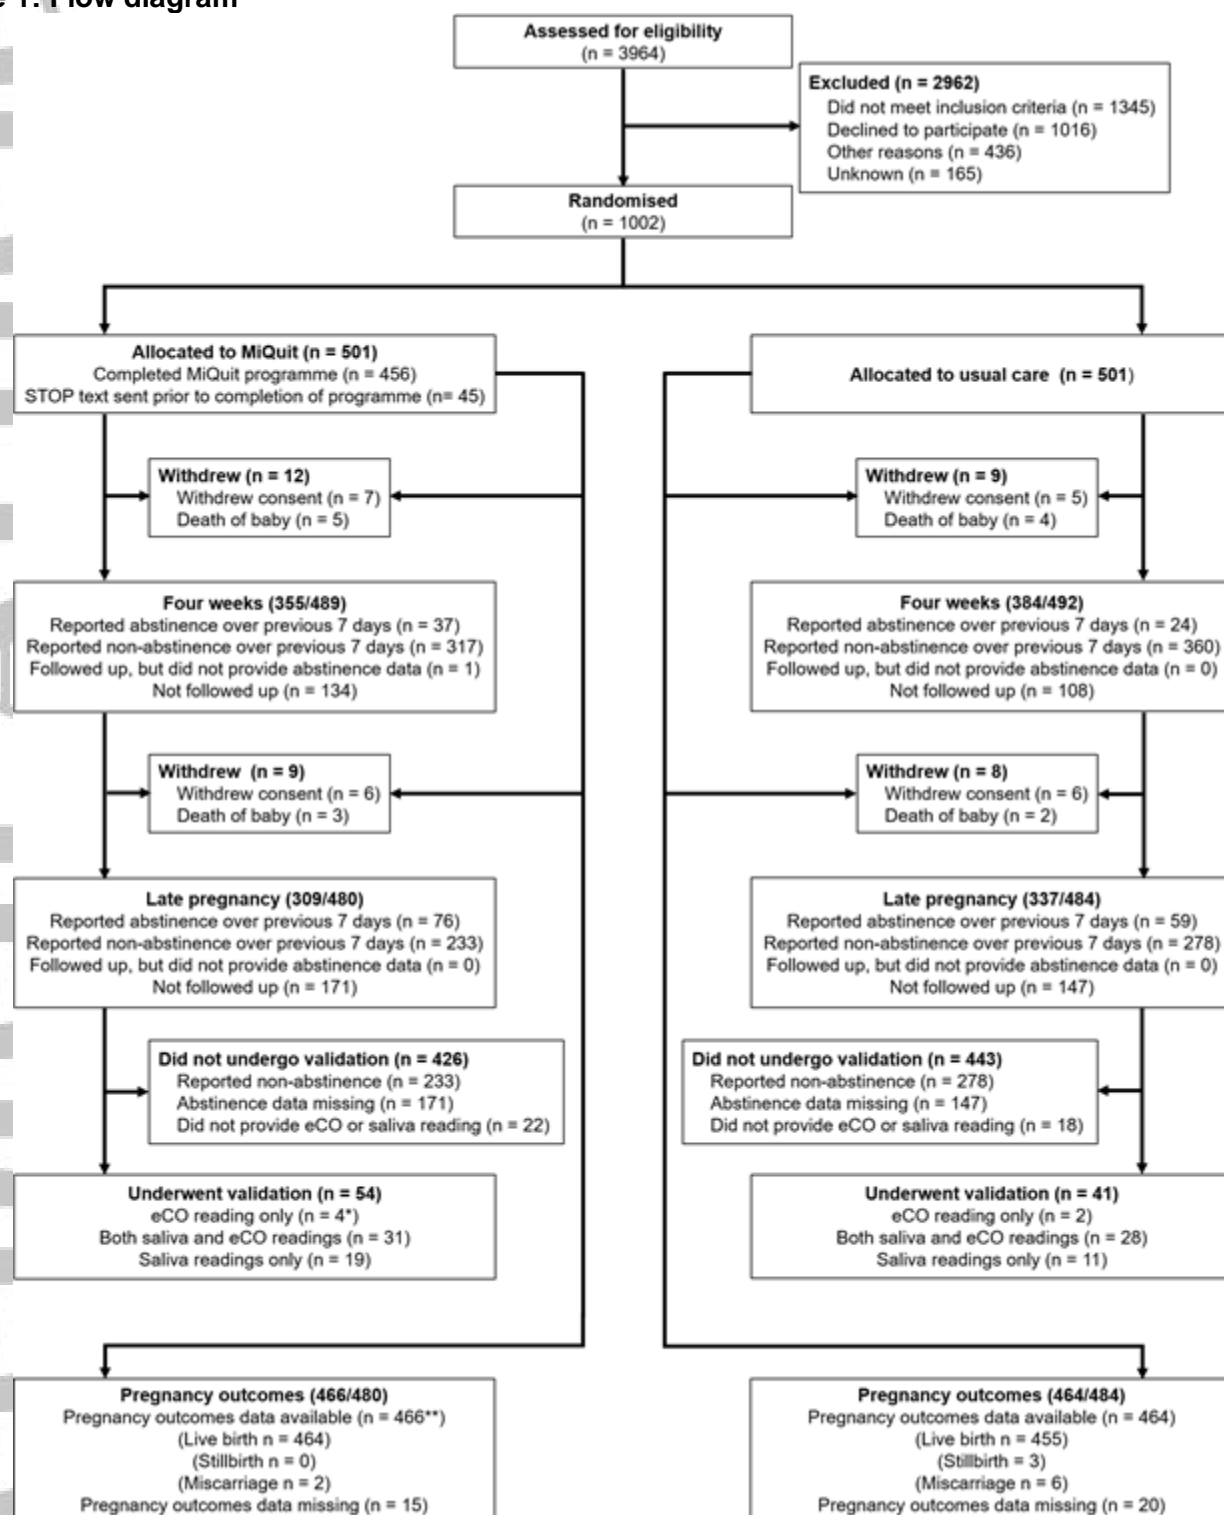 1. Flow diagram
Assessed for eligibility
(n = 3964)
Excluded (n = 2962)
Did not meet inclusion criteria (n = 1345)
Declined to participate (n = 1016)
Other reasons (n = 436)
Unknown (n = 165)
Randomised
(n = 1002)
Allocated to MiQuit (n = 501)
Completed MiQuit programme (n = 456)
STOP text sent prior to completion of programme (n= 45)
Allocated to usual care (n = 501)
Withdrew (n = 12)
Withdrew consent (n = 7)
Death of baby (n = 5)
Withdrew (n = 9)
Withdrew consent (n = 5)
Death of baby (n = 4)
Four weeks (355/489)
Reported abstinence over previous 7 days (n = 37)
Reported non-abstinence over previous 7 days (n = 317)
Followed up, but did not provide abstinence data (n = 1)
Not followed up (n = 134)
Four weeks (384/492)
Reported abstinence over previous 7 days (n = 24)
Reported non-abstinence over previous 7 days (n = 360)
Followed up, but did not provide abstinence data (n = 0)
Not followed up (n = 108)
Withdrew (n = 9)
Withdrew consent (n = 6)
Death of baby (n = 3)
Withdrew (n = 8)
Withdrew consent (n = 6)
Death of baby (n = 2)
Late pregnancy (309/480)
Reported abstinence over previous 7 days (n = 76)
Reported non-abstinence over previous 7 days (n = 233)
Followed up, but did not provide abstinence data (n = 0)
Not followed up (n = 171)
Late pregnancy (337/484)
Reported abstinence over previous 7 days (n = 59)
Reported non-abstinence over previous 7 days (n = 278)
Followed up, but did not provide abstinence data (n = 0)
Not followed up (n = 147)
Did not undergo validation (n = 426)
Reported non-abstinence (n = 233)
Abstinence data missing (n = 171)
Did not provide eCO or saliva reading (n = 22)
Did not undergo validation (n = 443)
Reported non-abstinence (n = 278)
Abstinence data missing (n = 147)
Did not provide eCO or saliva reading (n = 18)
Underwent validation (n = 54)
eCO reading only (n = 4*)
Both saliva and eCO readings (n = 31)
Saliva readings only (n = 19)
Underwent validation (n = 41)
eCO reading only (n = 2)
Both saliva and eCO readings (n = 28)
Saliva readings only (n = 11)
Pregnancy outcomes (466/480)
Pregnancy outcomes data available (n = 466**)
(Live birth n = 464)
(Stillbirth n = 0)
(Miscarriage n = 2)
Pregnancy outcomes data missing (n = 15)
Pregnancy outcomes (464/484)
Pregnancy outcomes data available (n = 464)
(Live birth n = 455)
(Stillbirth = 3)
(Miscarriage n = 6)
Pregnancy outcomes data missing (n = 20)